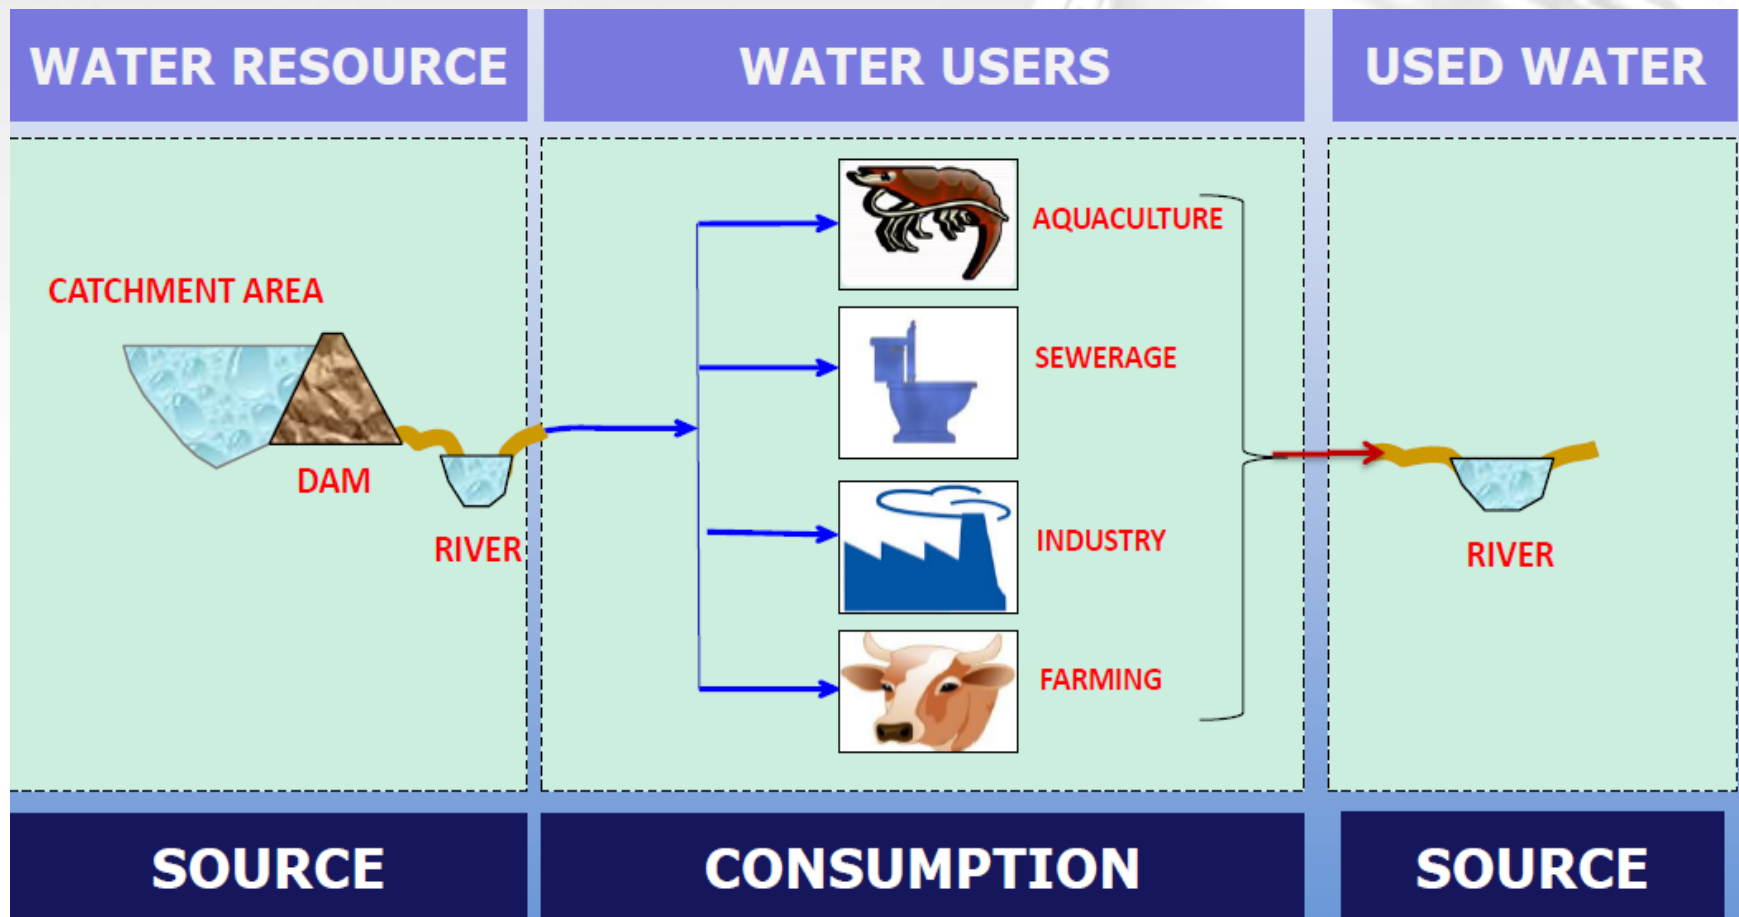 WATER RESOURCE
WATER USERS
USED WATER
CATCHMENT AREA
DAM
RIVER
AQUACULTURE
SEWERAGE
INDUSTRY
FARMING
RIVER
SOURCE
CONSUMPTION
SOURCE